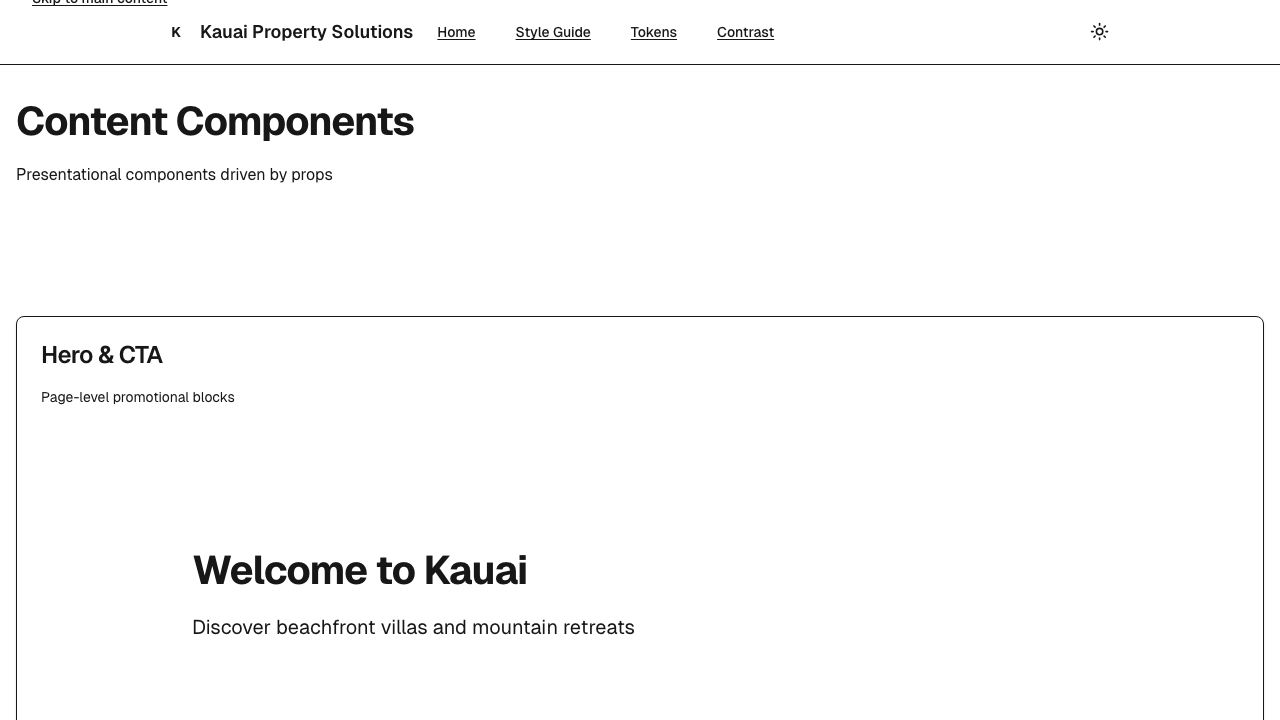 Skip to main content
K Kauai Property Solutions Home Style Guide Tokens Contrast
Content Components
Presentational components driven by props
Hero & CTA
Page-level promotional blocks
Welcome to Kauai
Discover beachfront villas and mountain retreats